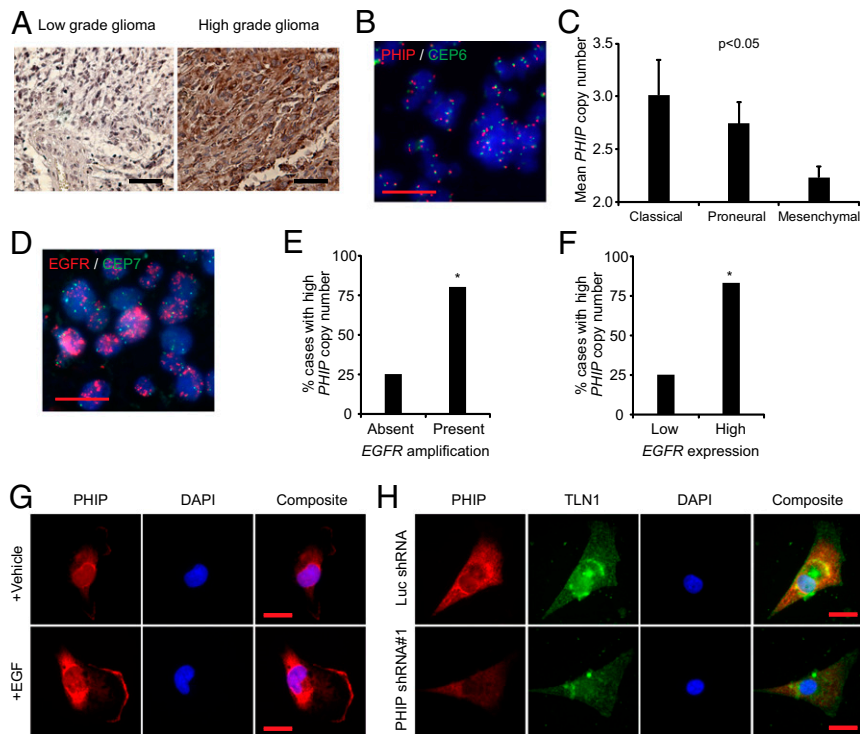 A
Low grade glioma
High grade glioma
B
PHIP / CEP6
C
p<0.05
Mean PHIP copy number
3.5
3.0
2.5
2.0
Classical
Proneural
Mesenchymal
D
EGFR / CEP7
E
% cases with high
PHIP copy number
100
75
50
25
0
*
Absent
Present
EGFR amplification
F
% cases with high
PHIP copy number
100
75
50
25
0
*
Low
High
EGFR expression
G
PHIP
DAPI
Composite
+Vehicle
+EGF
H
PHIP
TLN1
DAPI
Composite
Luc shRNA
PHIP shRNA#1